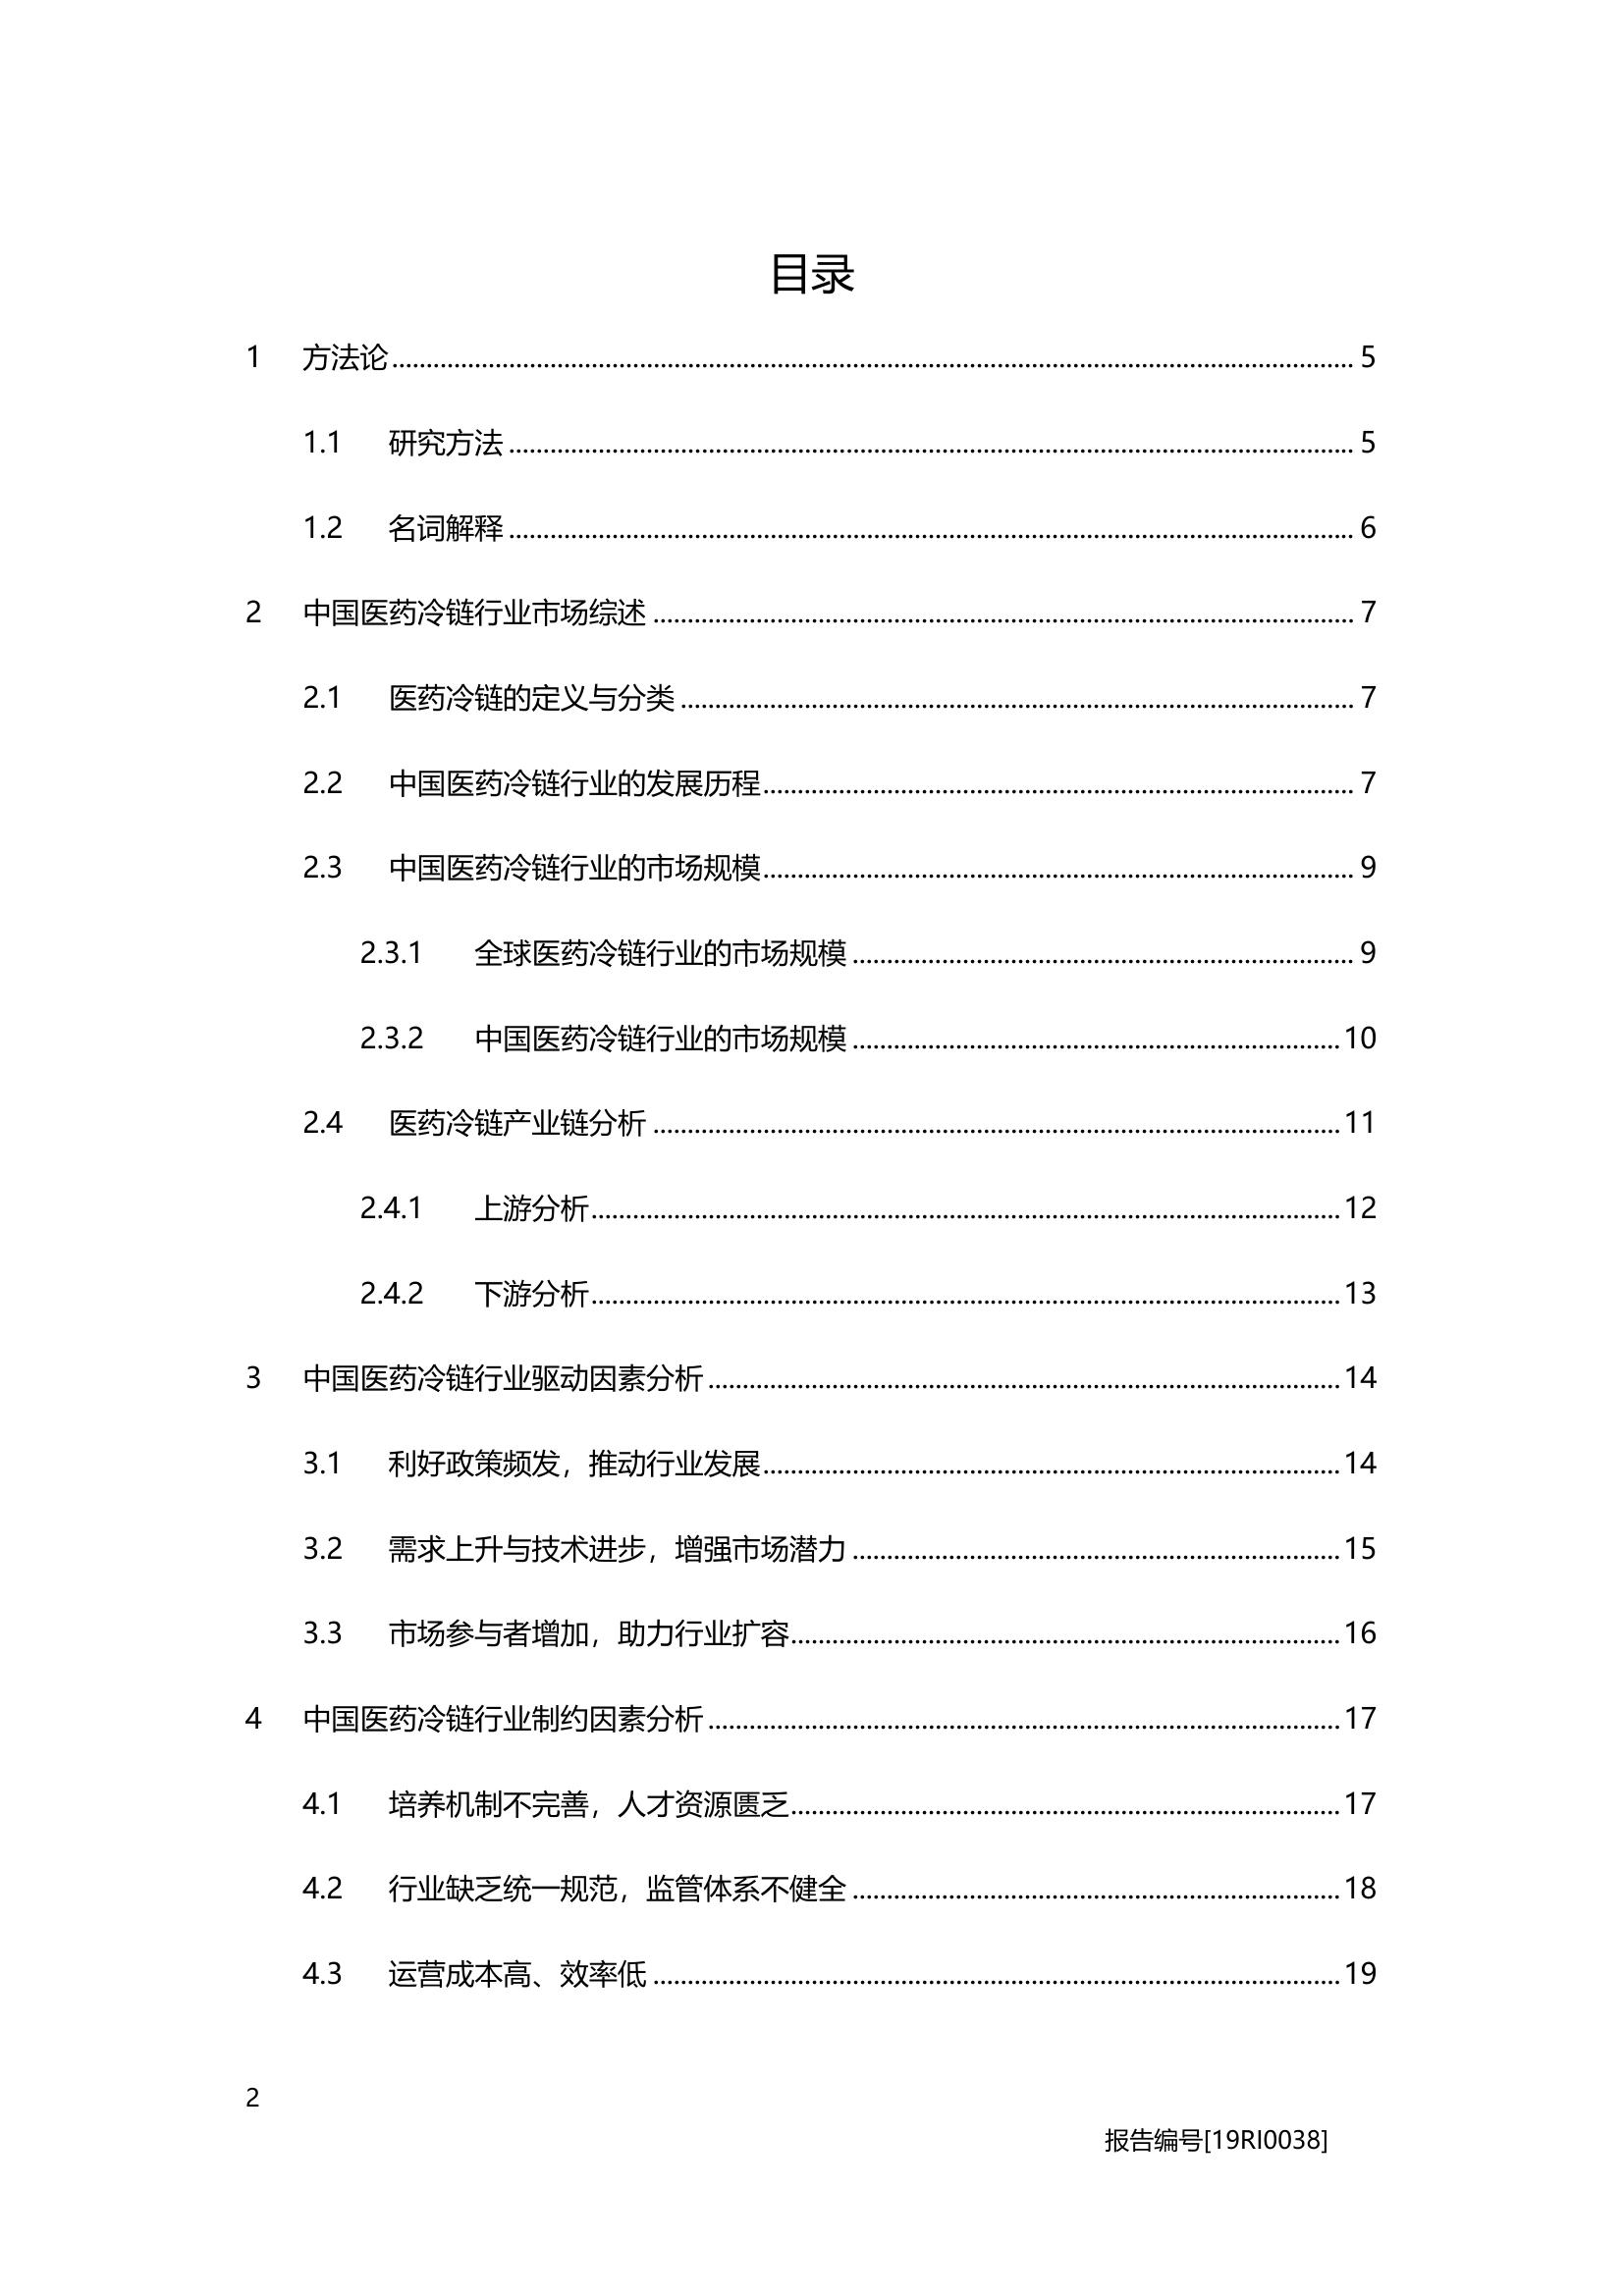 目录
1 方法论 5
1.1 研究方法 5
1.2 名词解释 6
2 中国医药冷链行业市场综述 7
2.1 医药冷链的定义与分类 7
2.2 中国医药冷链行业的发展历程 7
2.3 中国医药冷链行业的市场规模 9
2.3.1 全球医药冷链行业的市场规模 9
2.3.2 中国医药冷链行业的市场规模 10
2.4 医药冷链产业链分析 11
2.4.1 上游分析 12
2.4.2 下游分析 13
3 中国医药冷链行业驱动因素分析 14
3.1 利好政策频发，推动行业发展 14
3.2 需求上升与技术进步，增强市场潜力 15
3.3 市场参与者增加，助力行业扩容 16
4 中国医药冷链行业制约因素分析 17
4.1 培养机制不完善，人才资源匮乏 17
4.2 行业缺乏统一规范，监管体系不健全 18
4.3 运营成本高、效率低 19
2
报告编号[19RI0038]